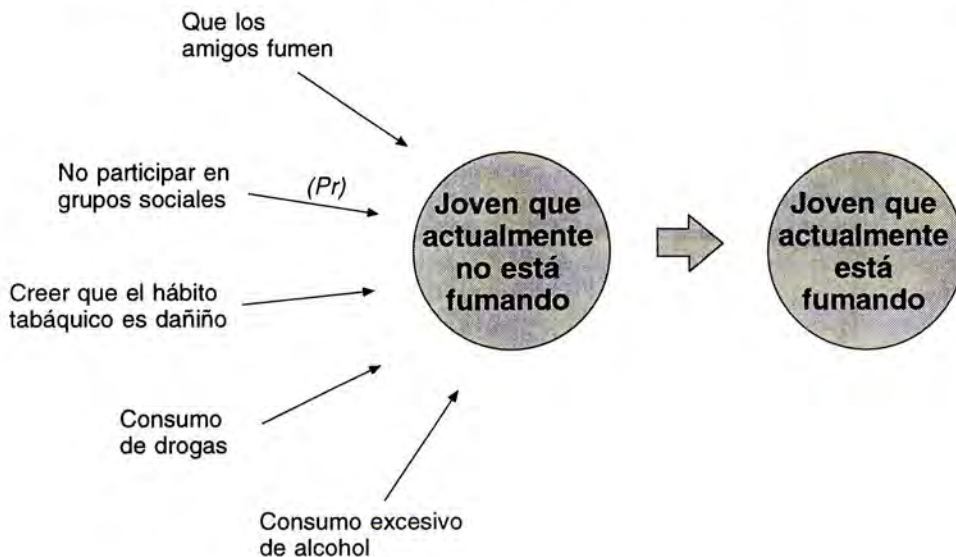 Que los
amigos fumen
No participar en
grupos sociales
(Pr)
Creer que el hábito
tabáquico es dañiño
Consumo
de drogas
Consumo excesivo
de alcohol
Joven que
actualmente
no está
fumando
Joven que
actualmente
está
fumando